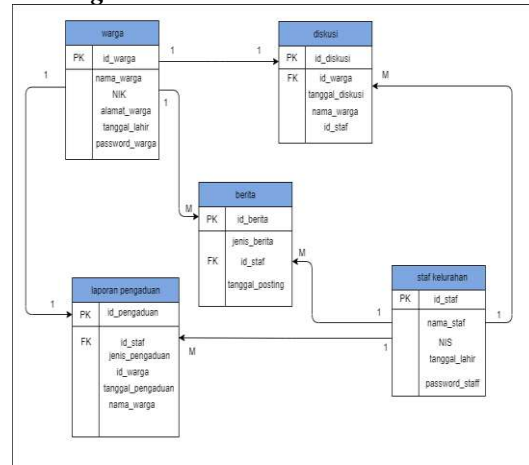 warga
PK id_warga
nama_warga
NIK
alamat_warga
tanggal_lahir
password_warga
diskusi
PK id_diskusi
FK id_warga
tanggal_diskusi
nama_warga
id_staf
1
1
1
1
M
M
berita
PK id_berita
jenis_berita
FK id_staf
tanggal_posting
M
laporan pengaduan
PK id_pengaduan
FK id_staf
jenis_pengaduan
id_warga
tanggal_pengaduan
nama_warga
1
M
staf kelurahan
PK id_staf
nama_staf
NIS
tanggal_lahir
password_staff
1
1
1